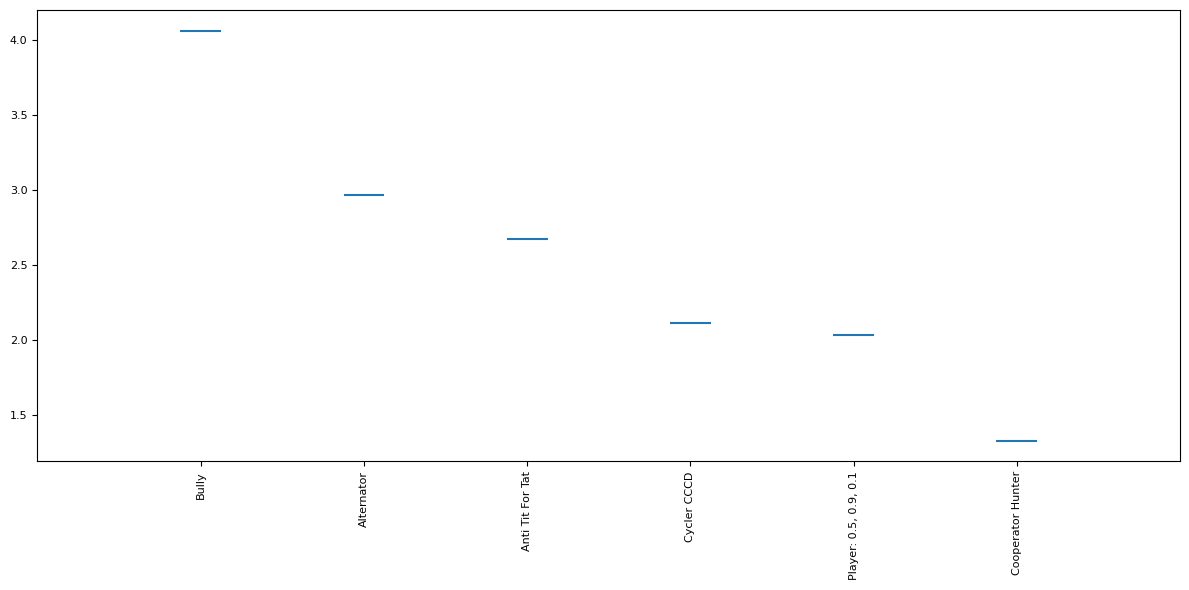 4.0
3.5
3.0
2.5
2.0
1.5
Bully
Alternator
Anti Tit For Tat
Cycler CCCD
Player: 0.5, 0.9, 0.1
Cooperator Hunter